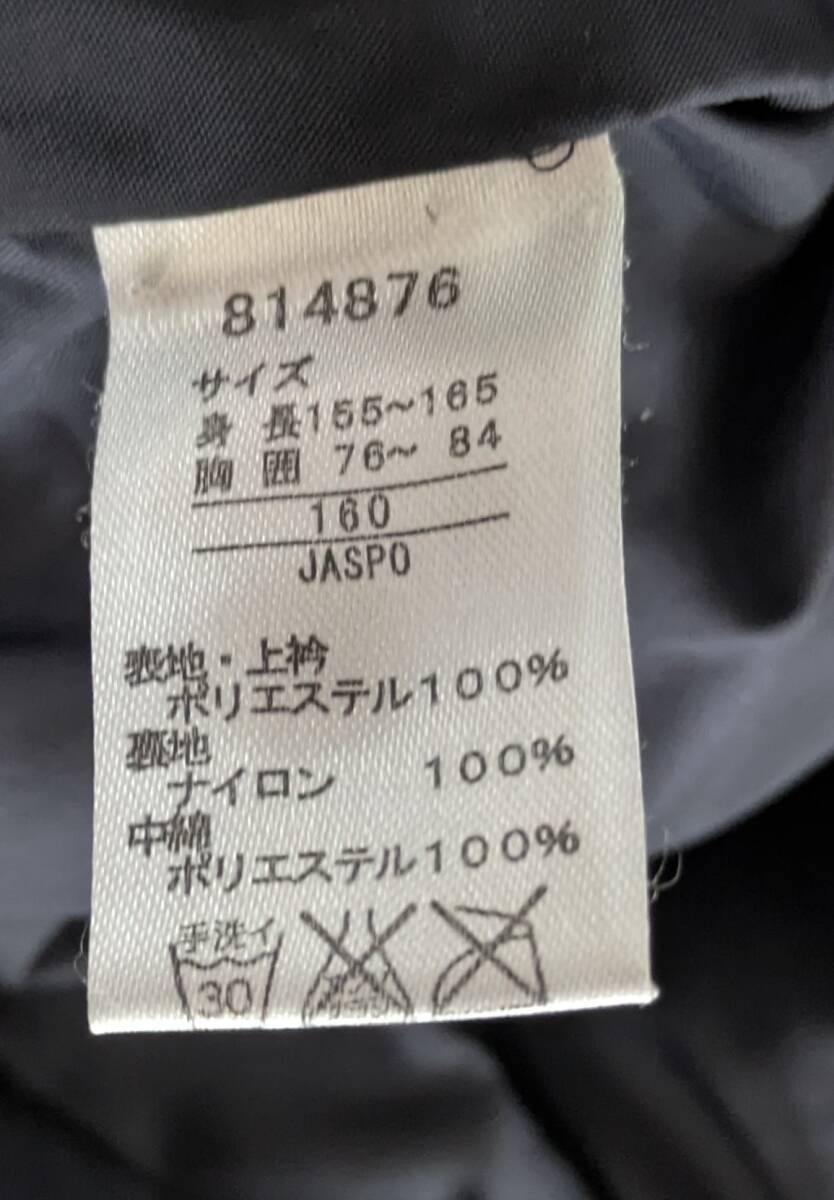 814876
サイズ
身 長155～165
胸 囲 76～ 84
160
JASPO
表地・上衿
ポリエステル100%
裏地
ナイロン 100%
中綿
ポリエステル100%
手洗イ
30